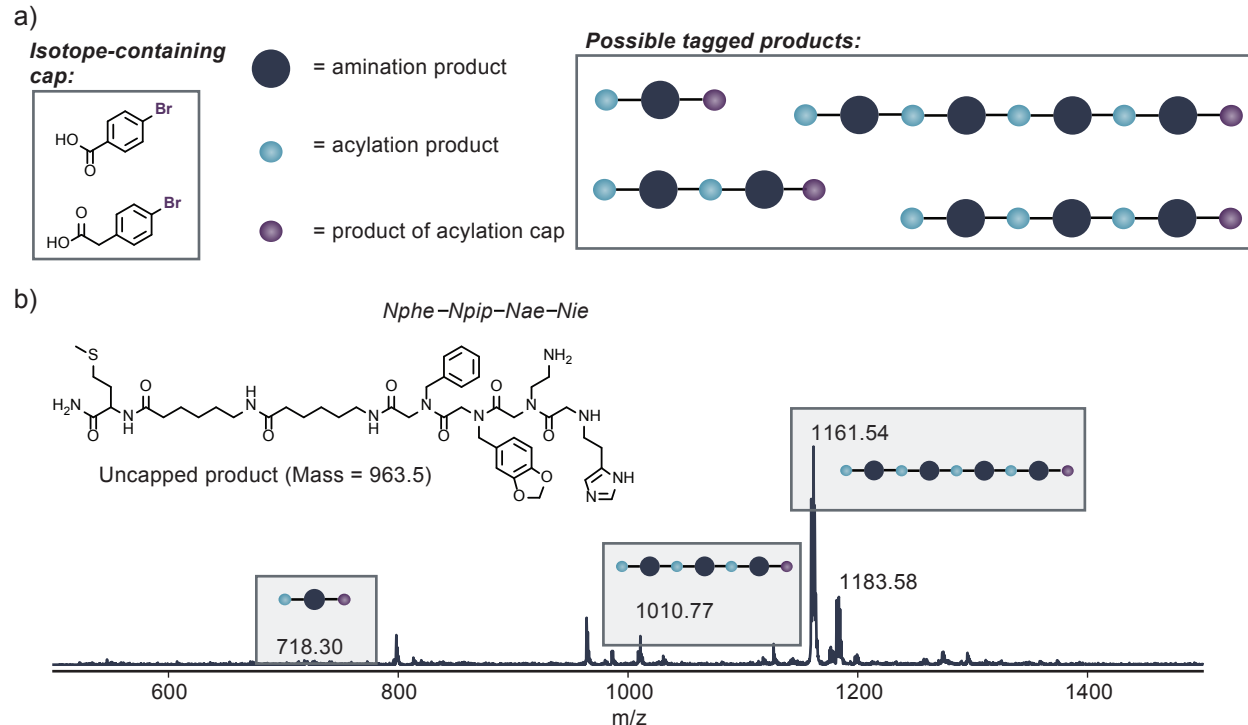 a)
Isotope-containing
cap:
Br
HO
O
O
Br
HO
= amination product
= acylation product
= product of acylation cap
Possible tagged products:
b)
Nphe−Npip−Nae−Nie
S
H2N
O
N
H
O
H
N
O
N
H
O
N
O
N
O
O
O
NH2
N
O
NH
NH
N
Uncapped product (Mass = 963.5)
718.30
1010.77
1161.54
1183.58
600
800
1000
1200
1400
m/z